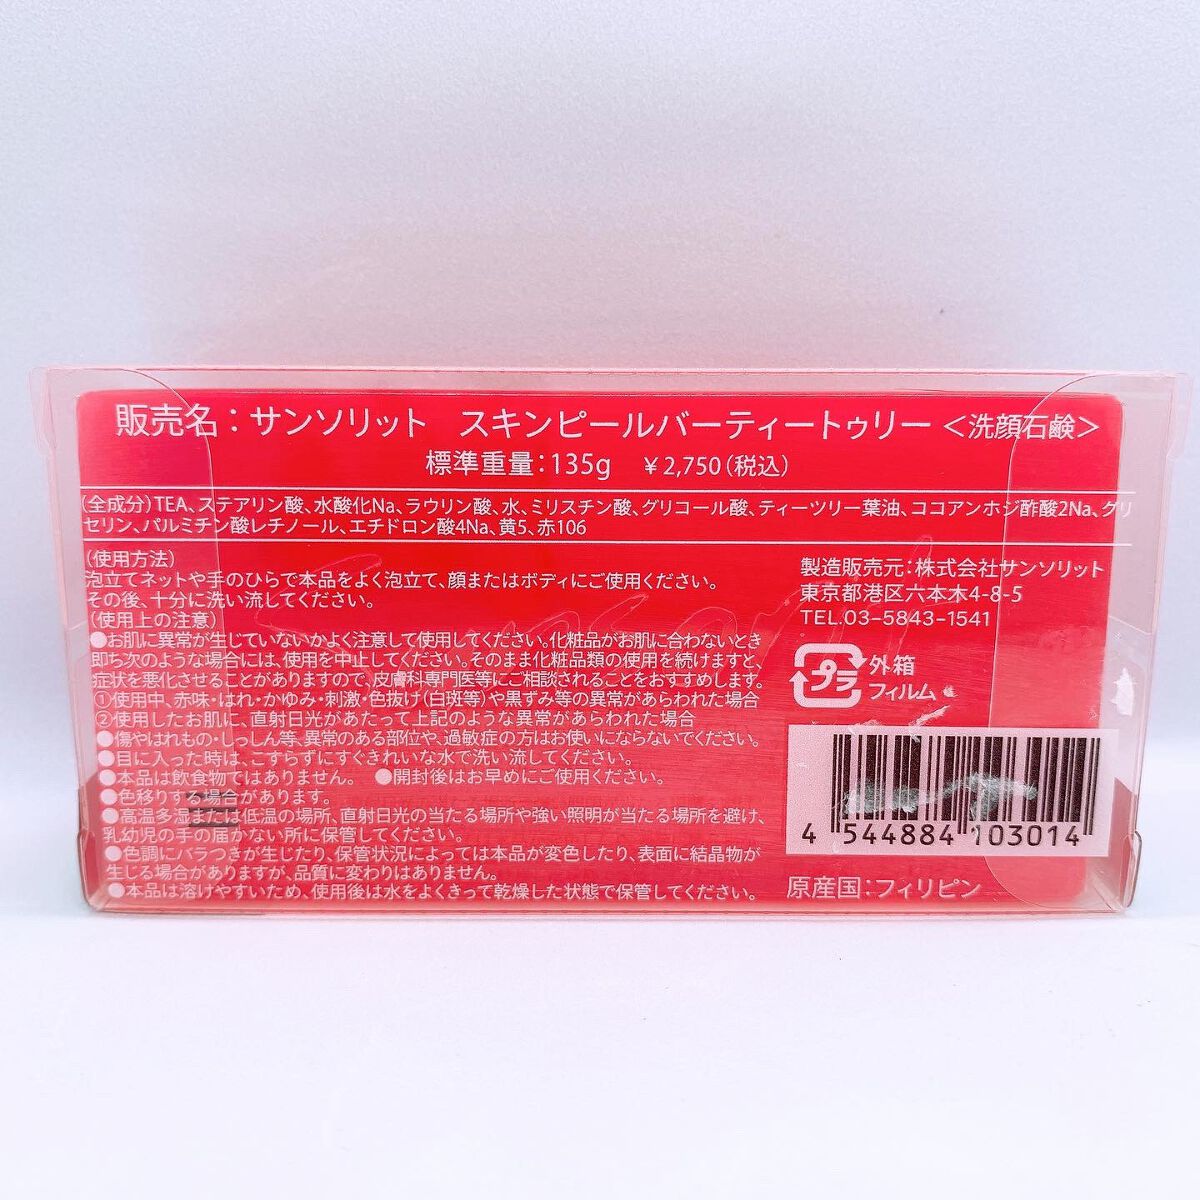 販売名：サンソリット　スキンピールバーティートゥリー＜洗顔石鹸＞
標準重量：135g　￥2,750（税込）
（全成分）TEA、ステアリン酸、水酸化Na、ラウリン酸、水、ミリスチン酸、グリコール酸、ティーツリー葉油、ココアンホジ酢酸2Na、グリ
セリン、パルミチン酸レチノール、エチドロン酸4Na、黄5、赤106
（使用方法）
泡立てネットや手のひらで本品をよく泡立て、顔またはボディにご使用ください。
その後、十分に洗い流してください。
（使用上の注意）
●お肌に異常が生じていないかよく注意して使用してください。化粧品がお肌に合わないとき
即ち次のような場合には、使用を中止してください。そのまま化粧品類の使用を続けますと、
症状を悪化させることがありますので、皮膚科専門医等にご相談されることをおすすめします。
①使用中、赤味・はれ・かゆみ・刺激・色抜け（白斑等）や黒ずみ等の異常があらわれた場合
②使用したお肌に、直射日光があたって上記のような異常があらわれた場合
●傷やはれもの・しっしん等、異常のある部位や、過敏症の方はお使いにならないでください。
●目に入った時は、こすらずにすぐきれいな水で洗い流してください。
●本品は飲食物ではありません。　●開封後はお早めにご使用ください。
●色移りする場合があります。
●高温多湿または低温の場所、直射日光の当たる場所や強い照明が当たる場所を避け、
乳幼児の手の届かない所に保管してください。
●色調にバラつきが生じたり、保管状況によっては本品が変色したり、表面に結晶物が
生じる場合がありますが、品質に変わりはありません。
●本品は溶けやすいため、使用後は水をよくきって乾燥した状態で保管してください。
製造販売元：株式会社サンソリット
東京都港区六本木4-8-5
TEL.03-5843-1541
プラ
外箱
フィルム
4 544884 103014
原産国：フィリピン